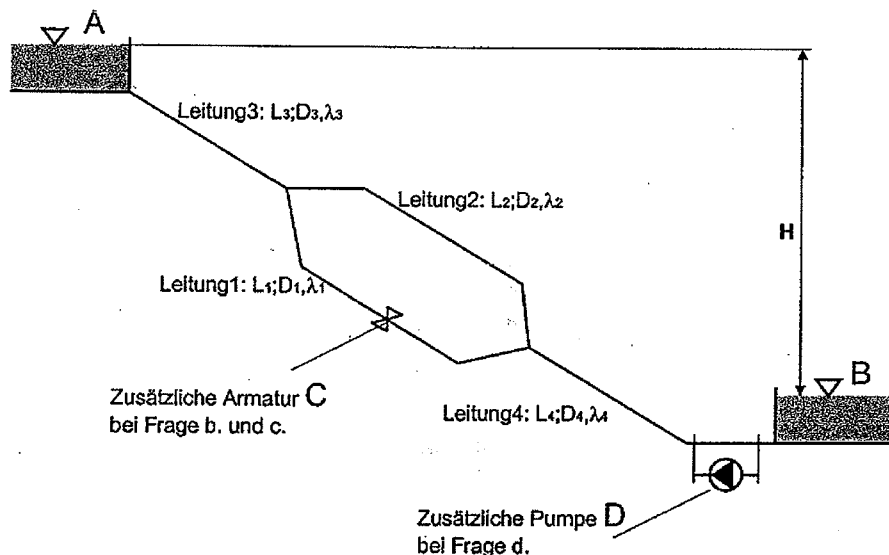 A
Leitung3: L₃;D₃,λ₃
Leitung2: L₂;D₂,λ₂
H
Leitung1: L₁;D₁,λ₁
B
Zusätzliche Armatur C
bei Frage b. und c.
Leitung4: L₄;D₄,λ₄
Zusätzliche Pumpe D
bei Frage d.